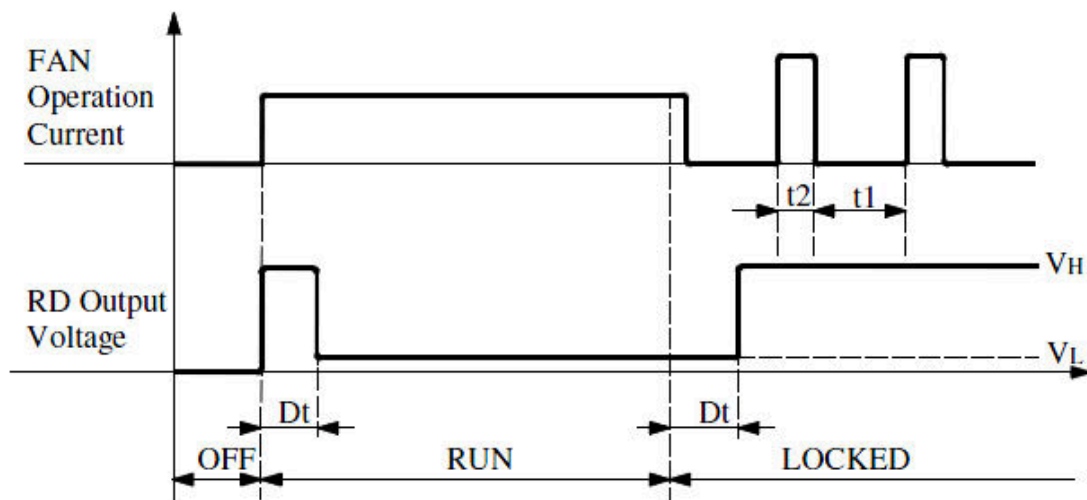 FAN
Operation
Current
t2
t1
VH
RD Output
Voltage
VL
Dt
Dt
OFF
RUN
LOCKED